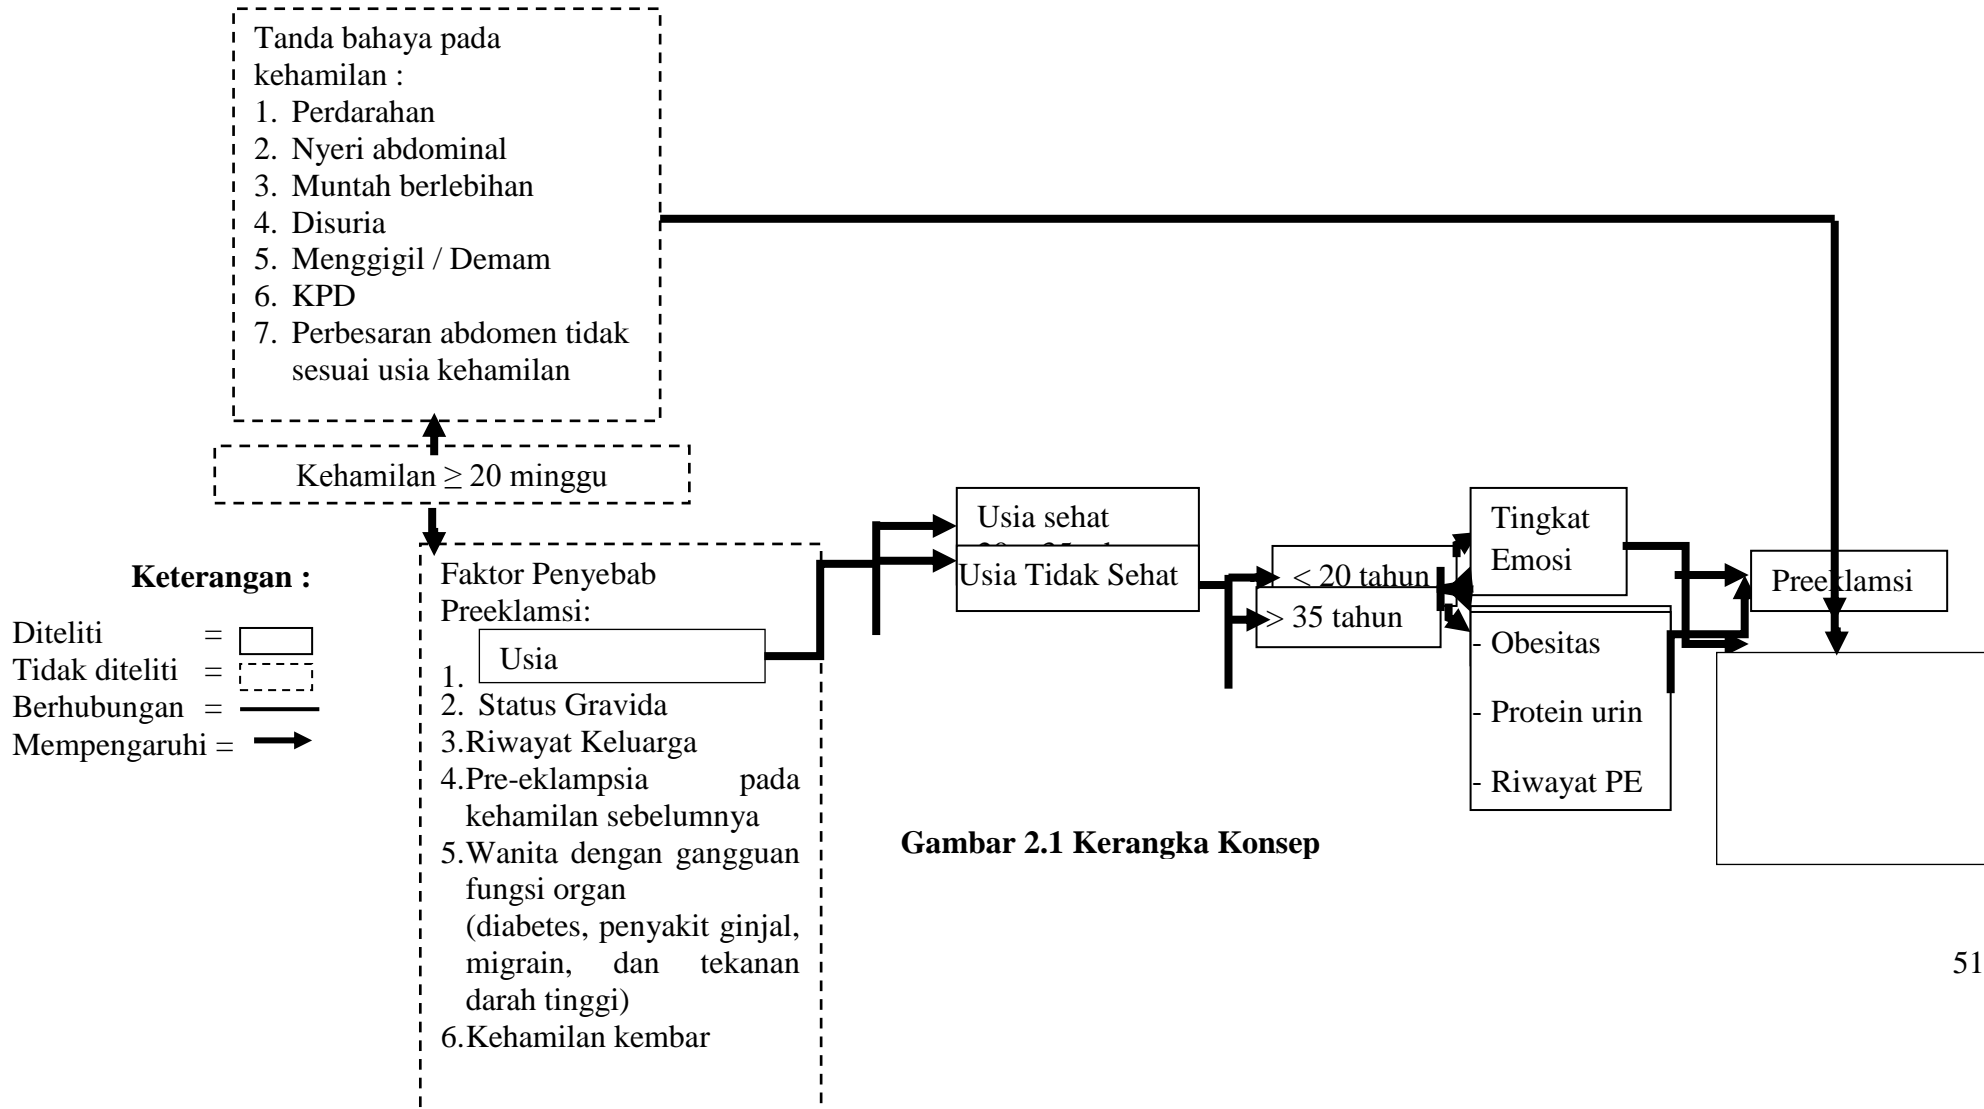 Tanda bahaya pada
kehamilan :
1. Perdarahan
2. Nyeri abdominal
3. Muntah berlebihan
4. Disuria
5. Menggigil / Demam
6. KPD
7. Perbesaran abdomen tidak
sesuai usia kehamilan
Kehamilan ≥ 20 minggu
Keterangan :
Diteliti =
Tidak diteliti =
Berhubungan =
Mempengaruhi =
Faktor Penyebab
Preeklamsi:
1. Usia
2. Status Gravida
3.Riwayat Keluarga
4.Pre-eklampsia pada
kehamilan sebelumnya
5.Wanita dengan gangguan
fungsi organ
(diabetes, penyakit ginjal,
migrain, dan tekanan
darah tinggi)
6.Kehamilan kembar
Usia sehat
Usia Tidak Sehat
< 20 tahun
> 35 tahun
Tingkat
Emosi
- Obesitas
- Protein urin
- Riwayat PE
Preeklamsi
Gambar 2.1 Kerangka Konsep
51